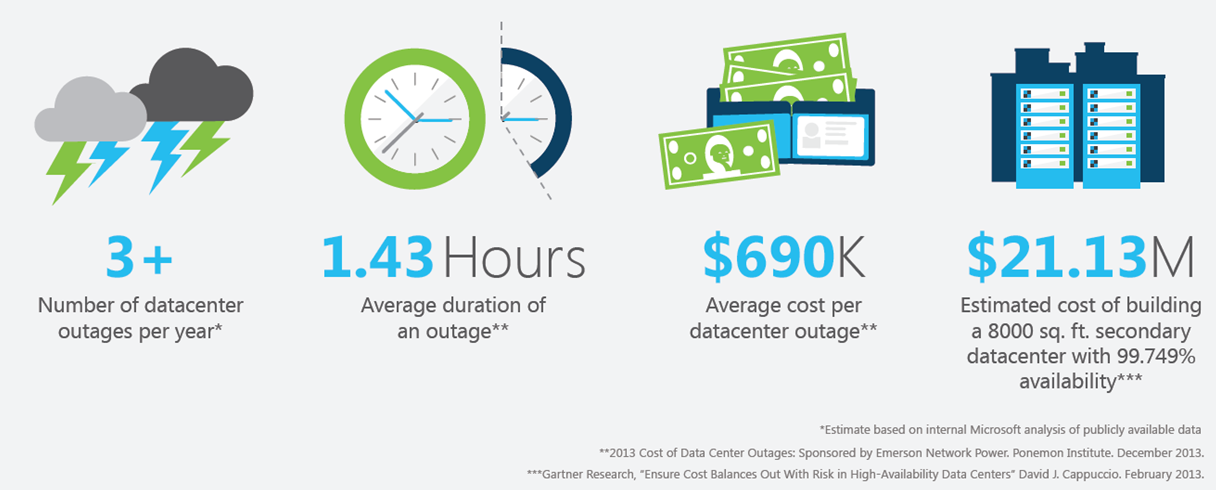 3+
Number of datacenter
outages per year*
1.43 Hours
Average duration of
an outage**
$690K
Average cost per
datacenter outage**
$21.13M
Estimated cost of building
a 8000 sq. ft. secondary
datacenter with 99.749%
availability***
*Estimate based on internal Microsoft analysis of publicly available data
**2013 Cost of Data Center Outages: Sponsored by Emerson Network Power. Ponemon Institute. December 2013.
***Gartner Research, "Ensure Cost Balances Out With Risk in High-Availability Data Centers" David J. Cappuccio. February 2013.